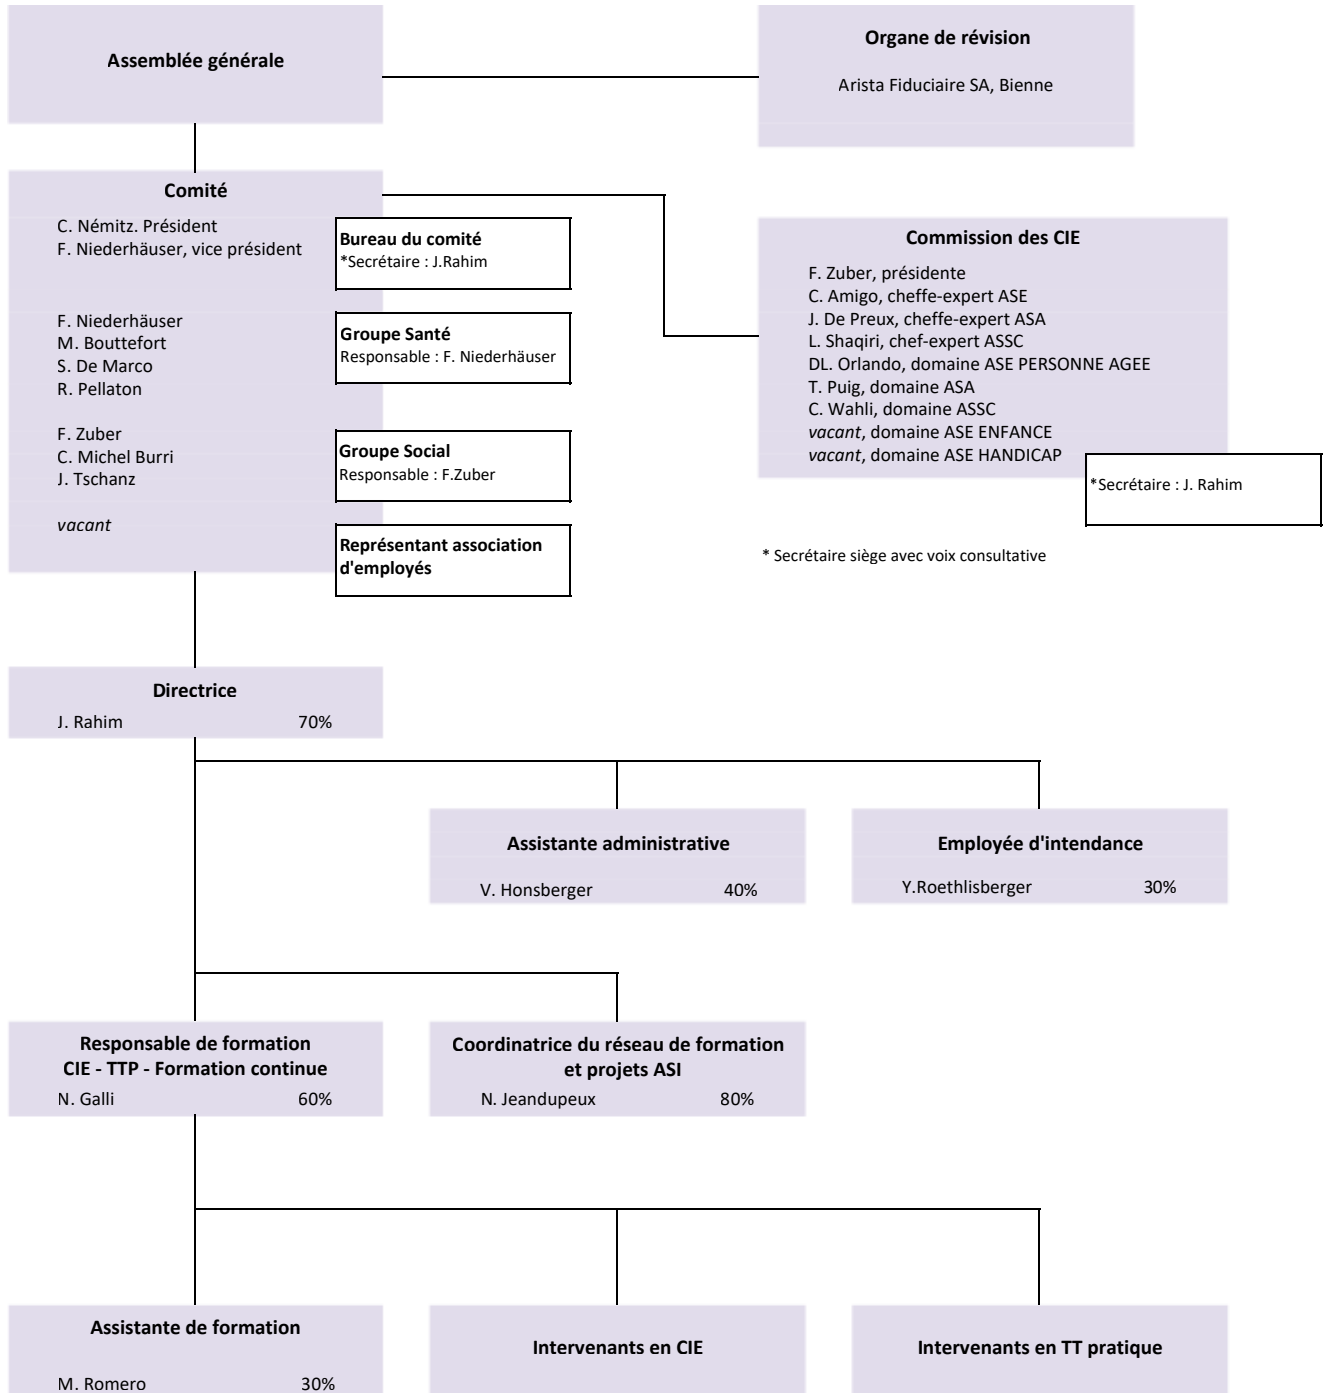 Assemblée générale
Organe de révision
Arista Fiduciaire SA, Bienne
Comité
C. Némitz. Président
F. Niederhäuser, vice président
Bureau du comité
*Secrétaire : J.Rahim
F. Niederhäuser
M. Bouttefort
S. De Marco
R. Pellaton
Groupe Santé
Responsable : F. Niederhäuser
F. Zuber
C. Michel Burri
J. Tschanz
Groupe Social
Responsable : F.Zuber
vacant
Représentant association
d'employés
Commission des CIE
F. Zuber, présidente
C. Amigo, cheffe-expert ASE
J. De Preux, cheffe-expert ASA
L. Shaqiri, chef-expert ASSC
DL. Orlando, domaine ASE PERSONNE AGEE
T. Puig, domaine ASA
C. Wahli, domaine ASSC
vacant, domaine ASE ENFANCE
vacant, domaine ASE HANDICAP
*Secrétaire : J. Rahim
* Secrétaire siège avec voix consultative
Directrice
J. Rahim 70%
Assistante administrative
V. Honsberger 40%
Employée d'intendance
Y.Roethlisberger 30%
Responsable de formation
CIE - TTP - Formation continue
N. Galli 60%
Coordinatrice du réseau de formation
et projets ASI
N. Jeandupeux 80%
Assistante de formation
M. Romero 30%
Intervenants en CIE
Intervenants en TT pratique